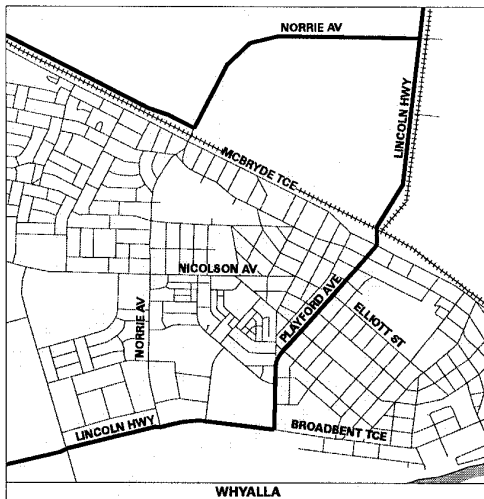 NORRIE AV
LINCOLN HWY
MCBRYDE TCE
NICOLSON AV
PLAYFORD AVE
ELLIOTT ST
NORRIE AV
LINCOLN HWY
BROADBENT TCE
WHYALLA